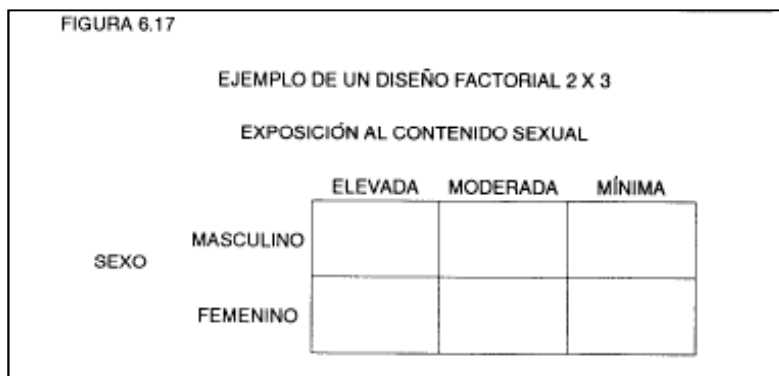 FIGURA 6.17
EJEMPLO DE UN DISEÑO FACTORIAL 2 X 3
EXPOSICIÓN AL CONTENIDO SEXUAL
ELEVADA MODERADA MÍNIMA
MASCULINO
SEXO
FEMENINO